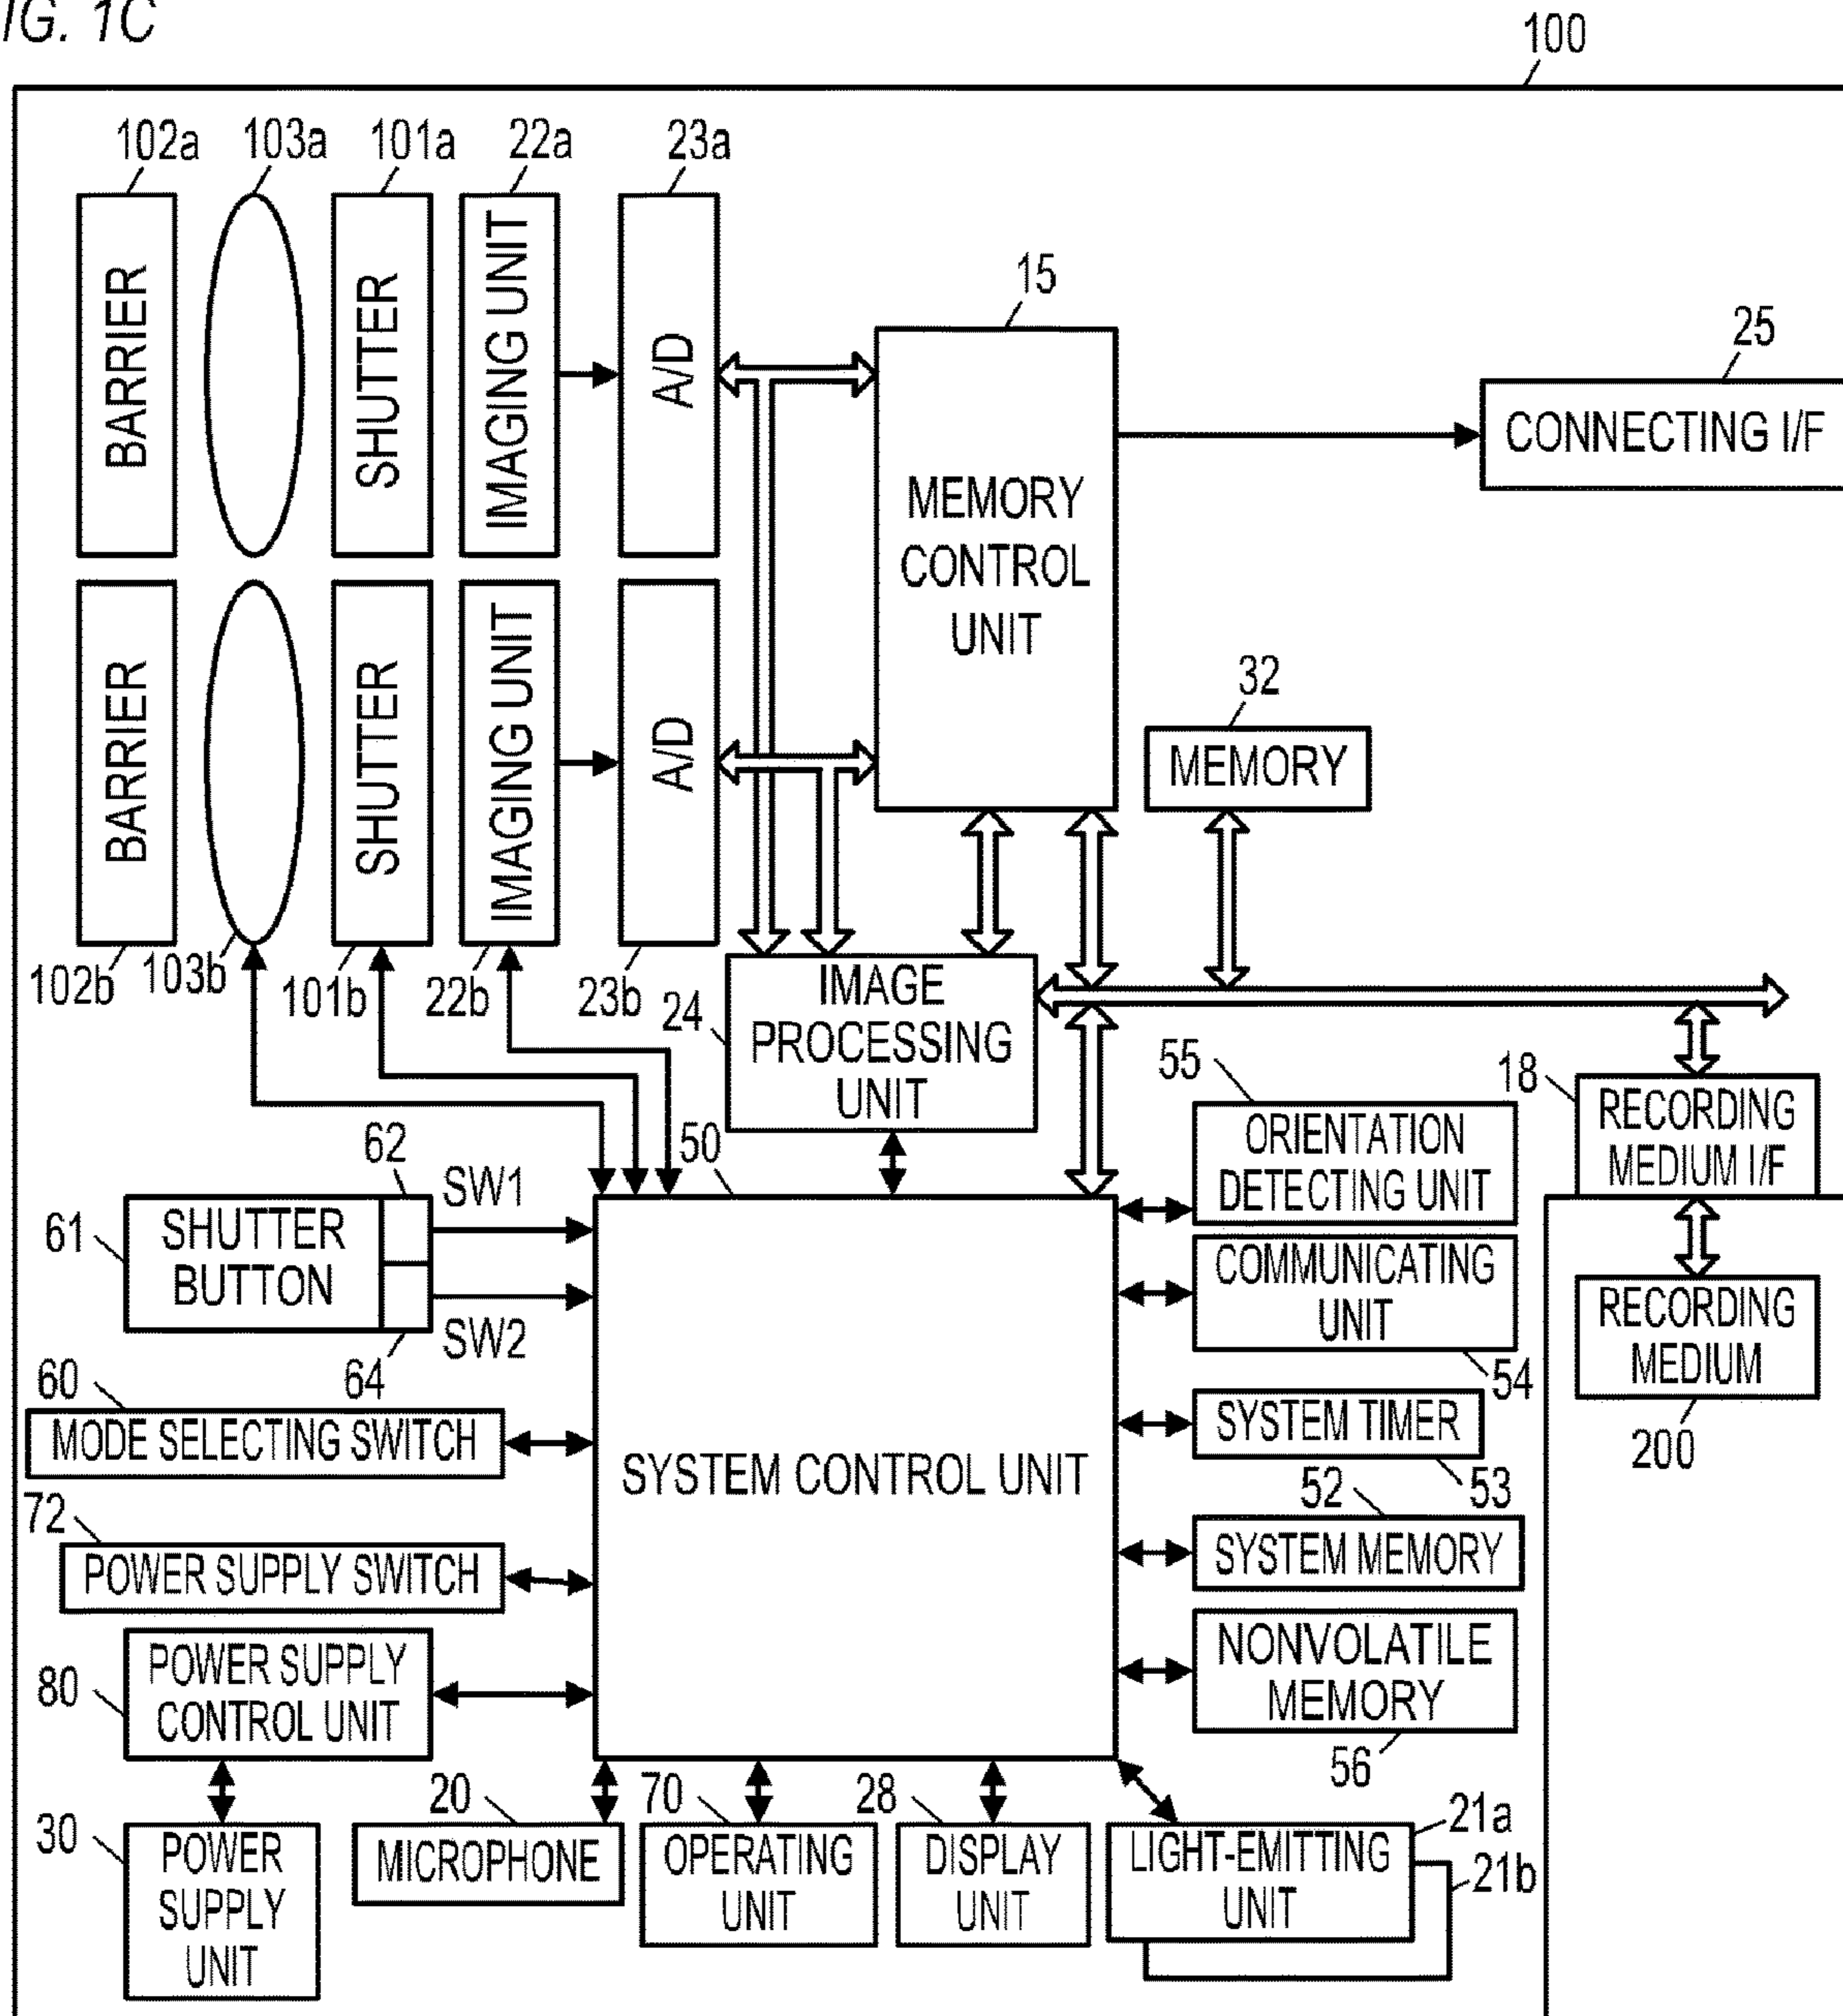 IG. 1C
100
102a
103a
101a
22a
23a
BARRIER
SHUTTER
IMAGING UNIT
A/D
15
MEMORY
CONTROL
UNIT
25
CONNECTING I/F
BARRIER
SHUTTER
IMAGING UNIT
A/D
32
MEMORY
102b
103b
101b
22b
23b
24
IMAGE
PROCESSING
UNIT
55
ORIENTATION
DETECTING UNIT
18
RECORDING
MEDIUM I/F
62
SW1
50
61
SHUTTER
BUTTON
SW2
64
COMMUNICATING
UNIT
54
RECORDING
MEDIUM
200
60
MODE SELECTING SWITCH
SYSTEM CONTROL UNIT
SYSTEM TIMER
53
72
POWER SUPPLY SWITCH
52
SYSTEM MEMORY
80
POWER SUPPLY
CONTROL UNIT
NONVOLATILE
MEMORY
56
30
POWER
SUPPLY
UNIT
20
MICROPHONE
70
OPERATING
UNIT
28
DISPLAY
UNIT
LIGHT-EMITTING
UNIT
21a
21b